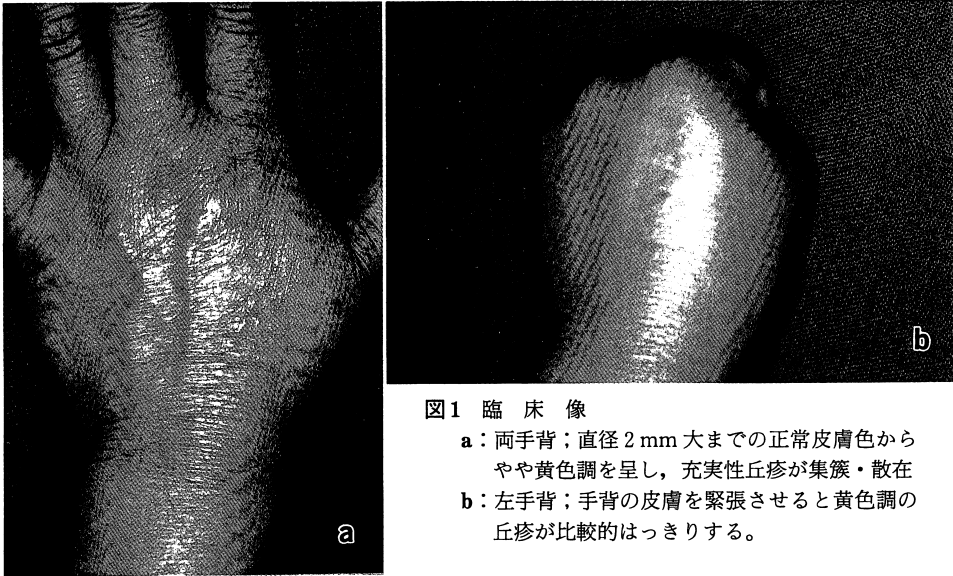 a
b
図1 臨床像
a:両手背;直径2mm大までの正常皮膚色から
やや黄色調を呈し,充実性丘疹が集簇・散在
b:左手背;手背の皮膚を緊張させると黄色調の
丘疹が比較的はっきりする。